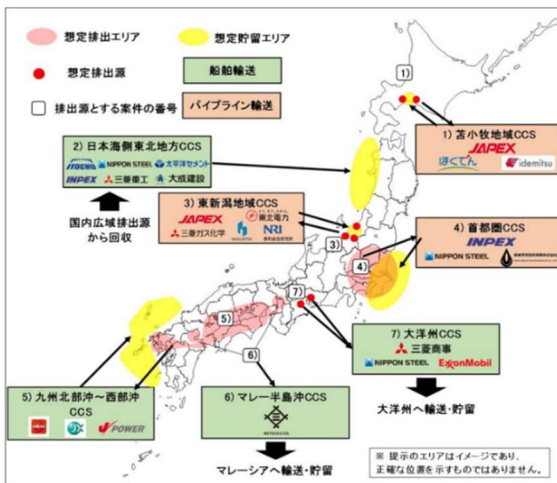 想定排出エリア
想定貯留エリア
想定排出源
船舶輸送
排出源とする案件の番号
パイプライン輸送
1)
2) 日本海側東北地方CCS
ITOCHU NIPPON STEEL 太平洋セメント
INPEX 三菱重工 大成建設
国内広域排出源
から回収
1) 苫小牧地域CCS
JAPEX
ほくでん idemitsu
3) 東新潟地域CCS
JAPEX 東北電力
三菱ガス化学 NRI
3)
4) 首都圏CCS
INPEX
NIPPON STEEL
4)
7)
5)
6)
7) 大洋州CCS
三菱商事
NIPPON STEEL ExxonMobil
大洋州へ輸送・貯留
5) 九州北部沖~西部沖
CCS
POWER
6) マレー半島沖CCS
マレーシアへ輸送・貯留
※ 提示のエリアはイメージであり、
正確な位置を示すものではありません。